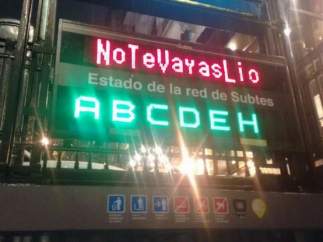 NoTeVayasLio
Estado de la red de Subtes
A B C D E H